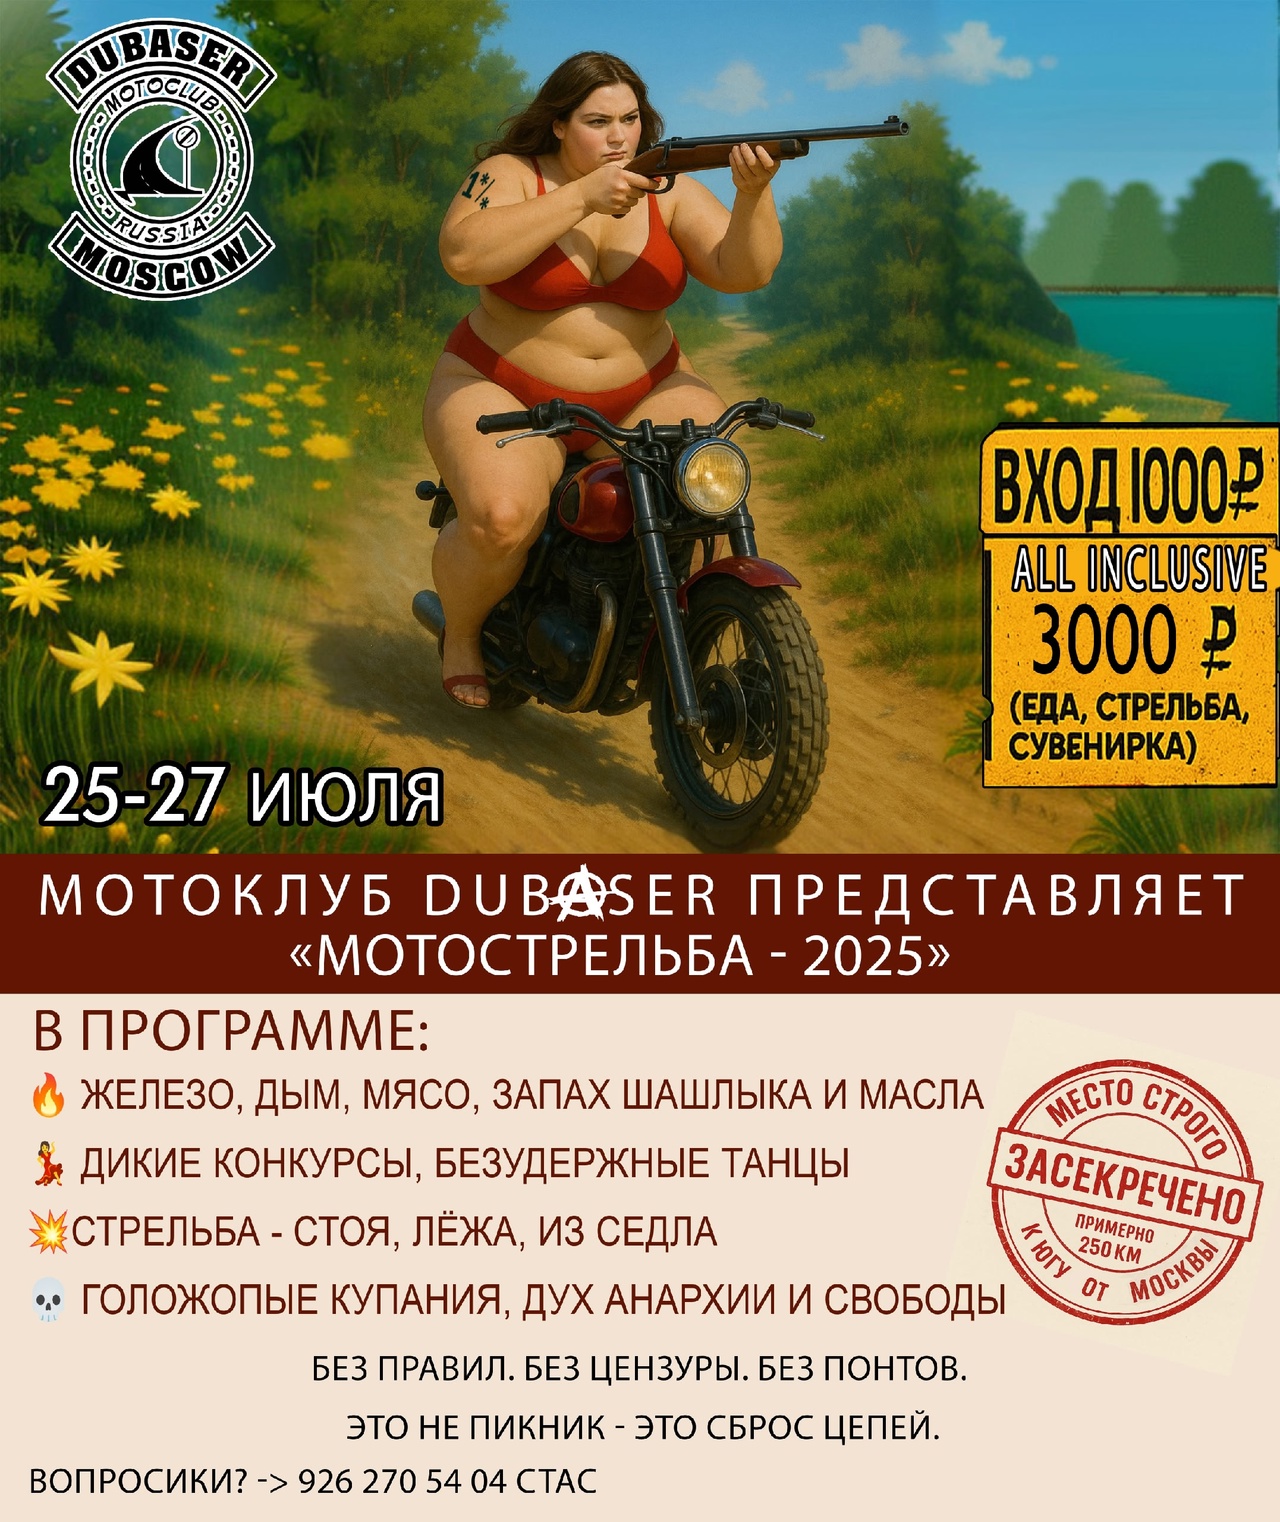 DUBASER
MOTOCLUB
RUSSIA
MOSCOW
1%
ВХОД 1000₽
ALL INCLUSIVE
3000 ₽
(ЕДА, СТРЕЛЬБА,
СУВЕНИРКА)
25-27 ИЮЛЯ
МОТОКЛУБ DUBASER ПРЕДСТАВЛЯЕТ
«МОТОСТРЕЛЬБА - 2025»
В ПРОГРАММЕ:
🔥 ЖЕЛЕЗО, ДЫМ, МЯСО, ЗАПАХ ШАШЛЫКА И МАСЛА
💃 ДИКИЕ КОНКУРСЫ, БЕЗУДЕРЖНЫЕ ТАНЦЫ
💥СТРЕЛЬБА - СТОЯ, ЛЁЖА, ИЗ СЕДЛА
💀 ГОЛОЖОПЫЕ КУПАНИЯ, ДУХ АНАРХИИ И СВОБОДЫ
МЕСТО СТРОГО
ЗАСЕКРЕЧЕНО
ПРИМЕРНО
250 КМ
К ЮГУ ОТ МОСКВЫ
БЕЗ ПРАВИЛ. БЕЗ ЦЕНЗУРЫ. БЕЗ ПОНТОВ.
ЭТО НЕ ПИКНИК - ЭТО СБРОС ЦЕПЕЙ.
ВОПРОСИКИ? -> 926 270 54 04 СТАС